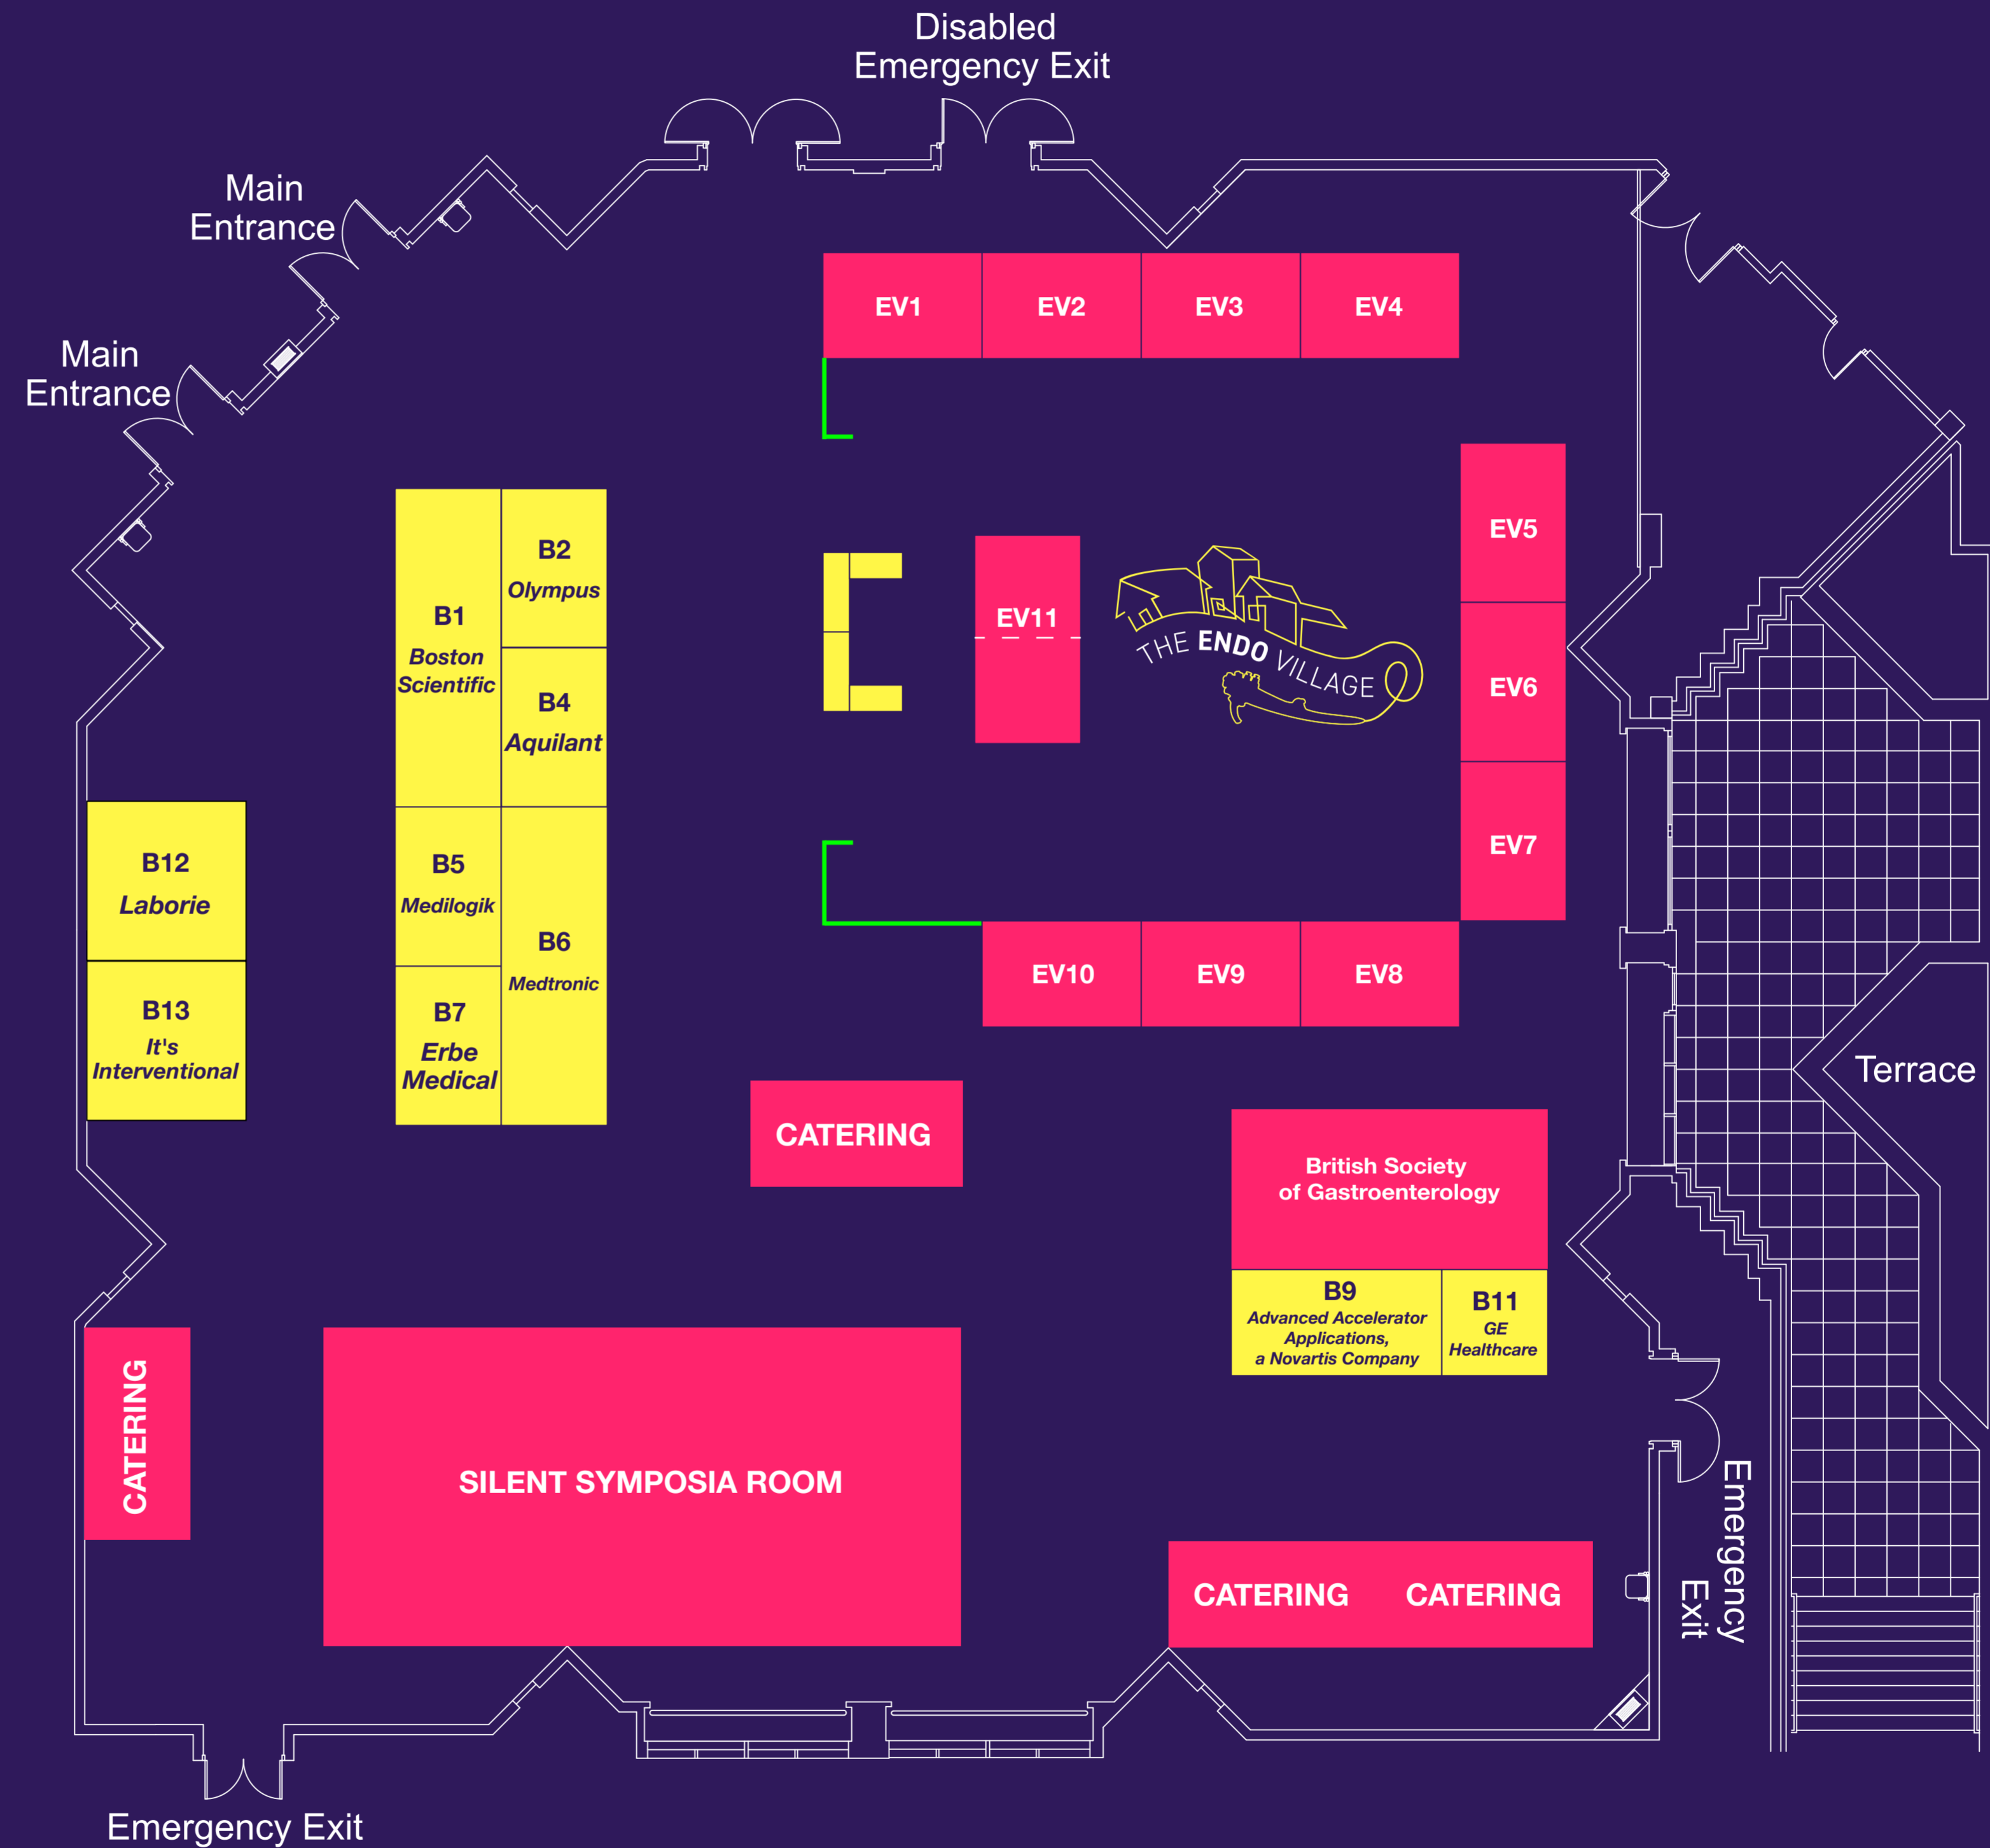 Disabled
Emergency Exit
Main
Entrance
Main
Entrance
EV1
EV2
EV3
EV4
EV5
EV6
EV7
EV11
THE ENDO VILLAGE
B1
Boston
Scientific
B2
Olympus
B4
Aquilant
B5
Medilogik
B6
Medtronic
B7
Erbe
Medical
B12
Laborie
B13
It's
Interventional
EV10
EV9
EV8
CATERING
British Society
of Gastroenterology
B9
Advanced Accelerator
Applications,
a Novartis Company
B11
GE
Healthcare
Terrace
CATERING
SILENT SYMPOSIA ROOM
CATERING
CATERING
Emergency
Exit
Emergency Exit